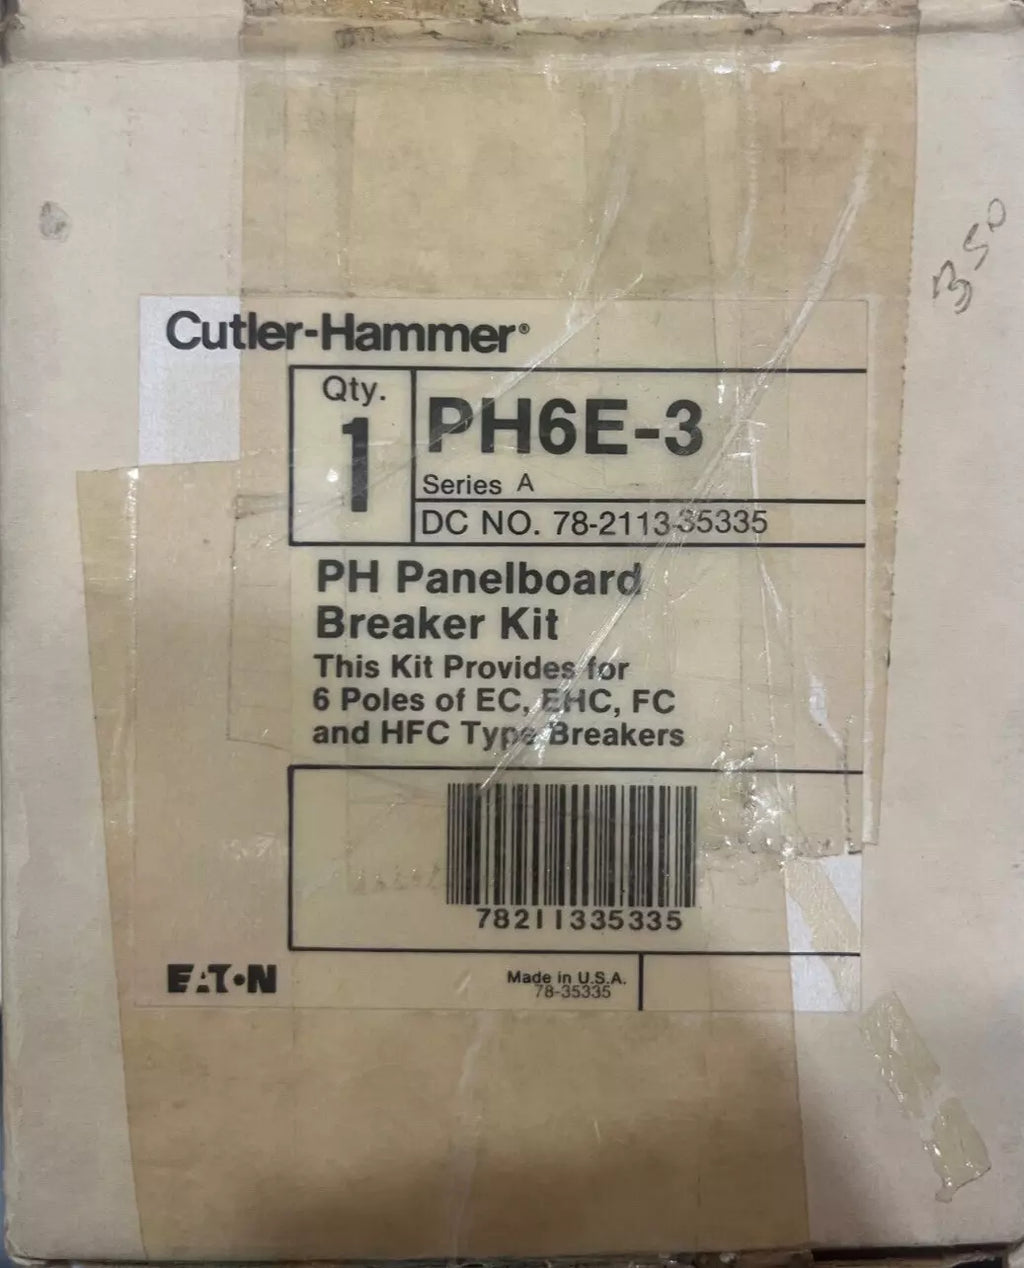 350
Cutler-Hammer®
Qty.
1
PH6E-3
Series A
DC NO. 78-2113-35335
PH Panelboard
Breaker Kit
This Kit Provides for
6 Poles of EC, EHC, FC
and HFC Type Breakers
78211335335
EATON
Made in U.S.A.
78-35335